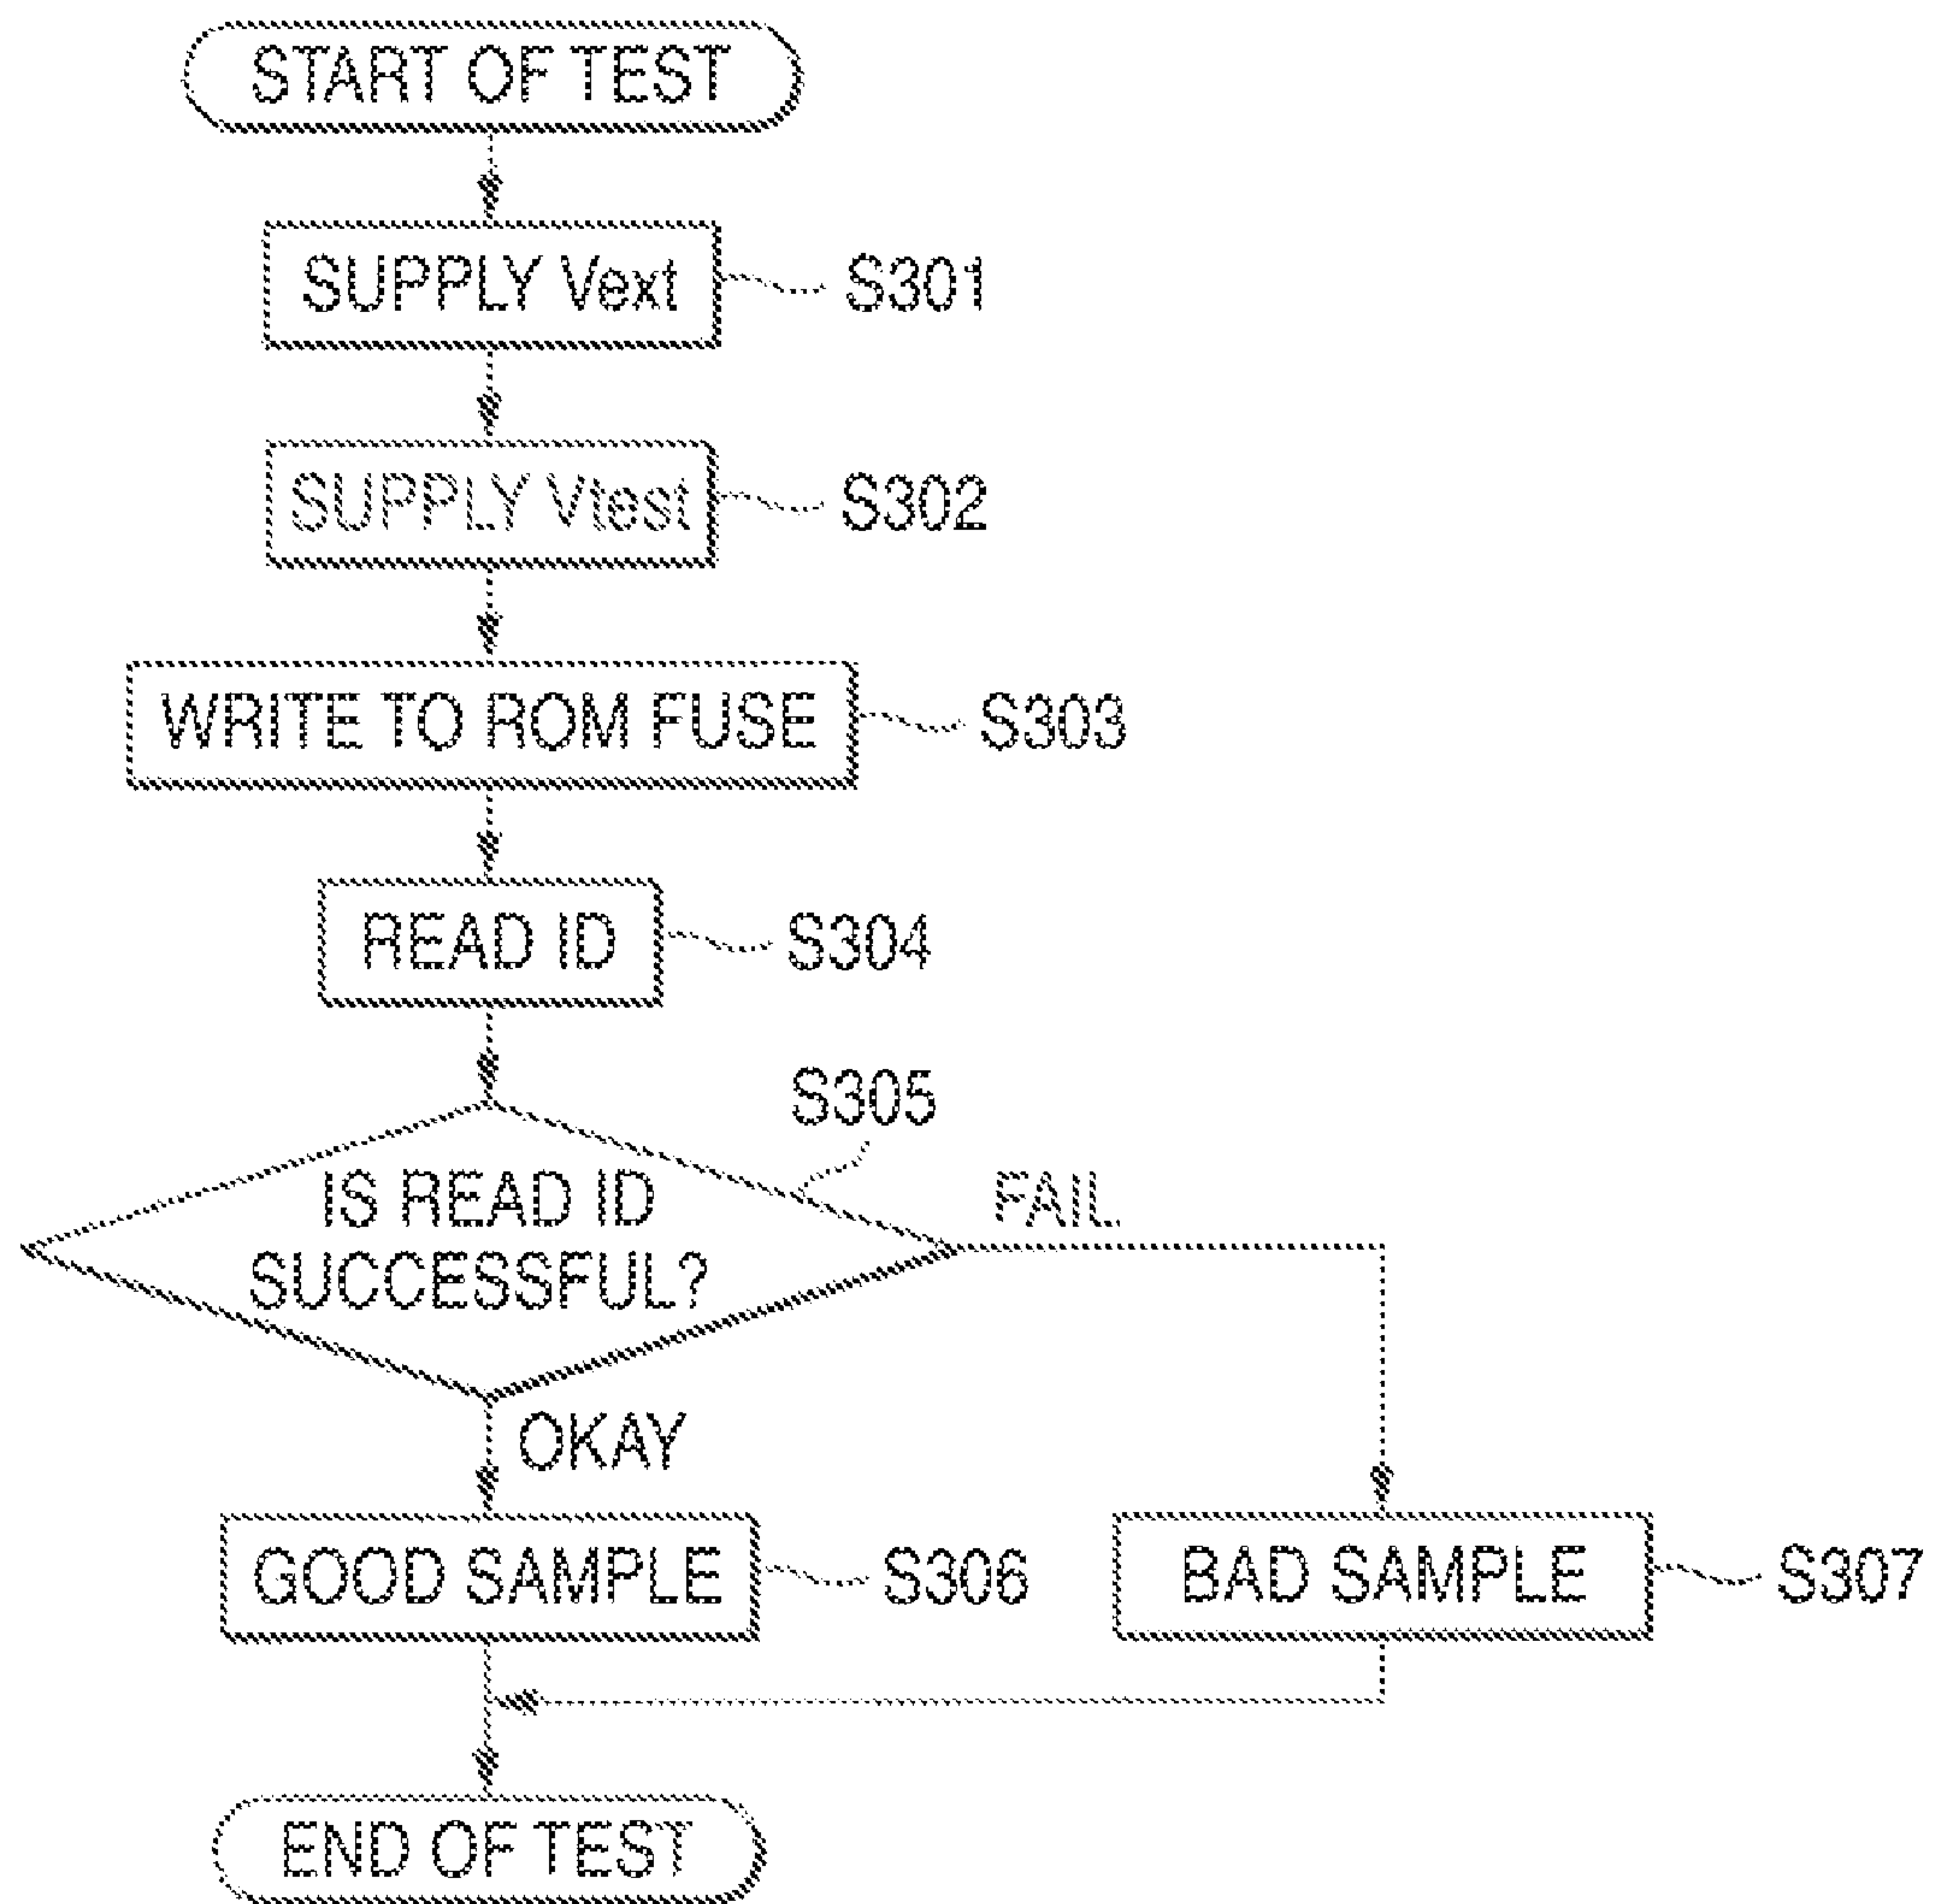 START OF TEST
SUPPLY Vext
S301
SUPPLY Vtest
S302
WRITE TO ROM FUSE
S303
READ ID
S304
S305
IS READ ID
SUCCESSFUL?
FAIL
OKAY
GOOD SAMPLE
S306
BAD SAMPLE
S307
END OF TEST